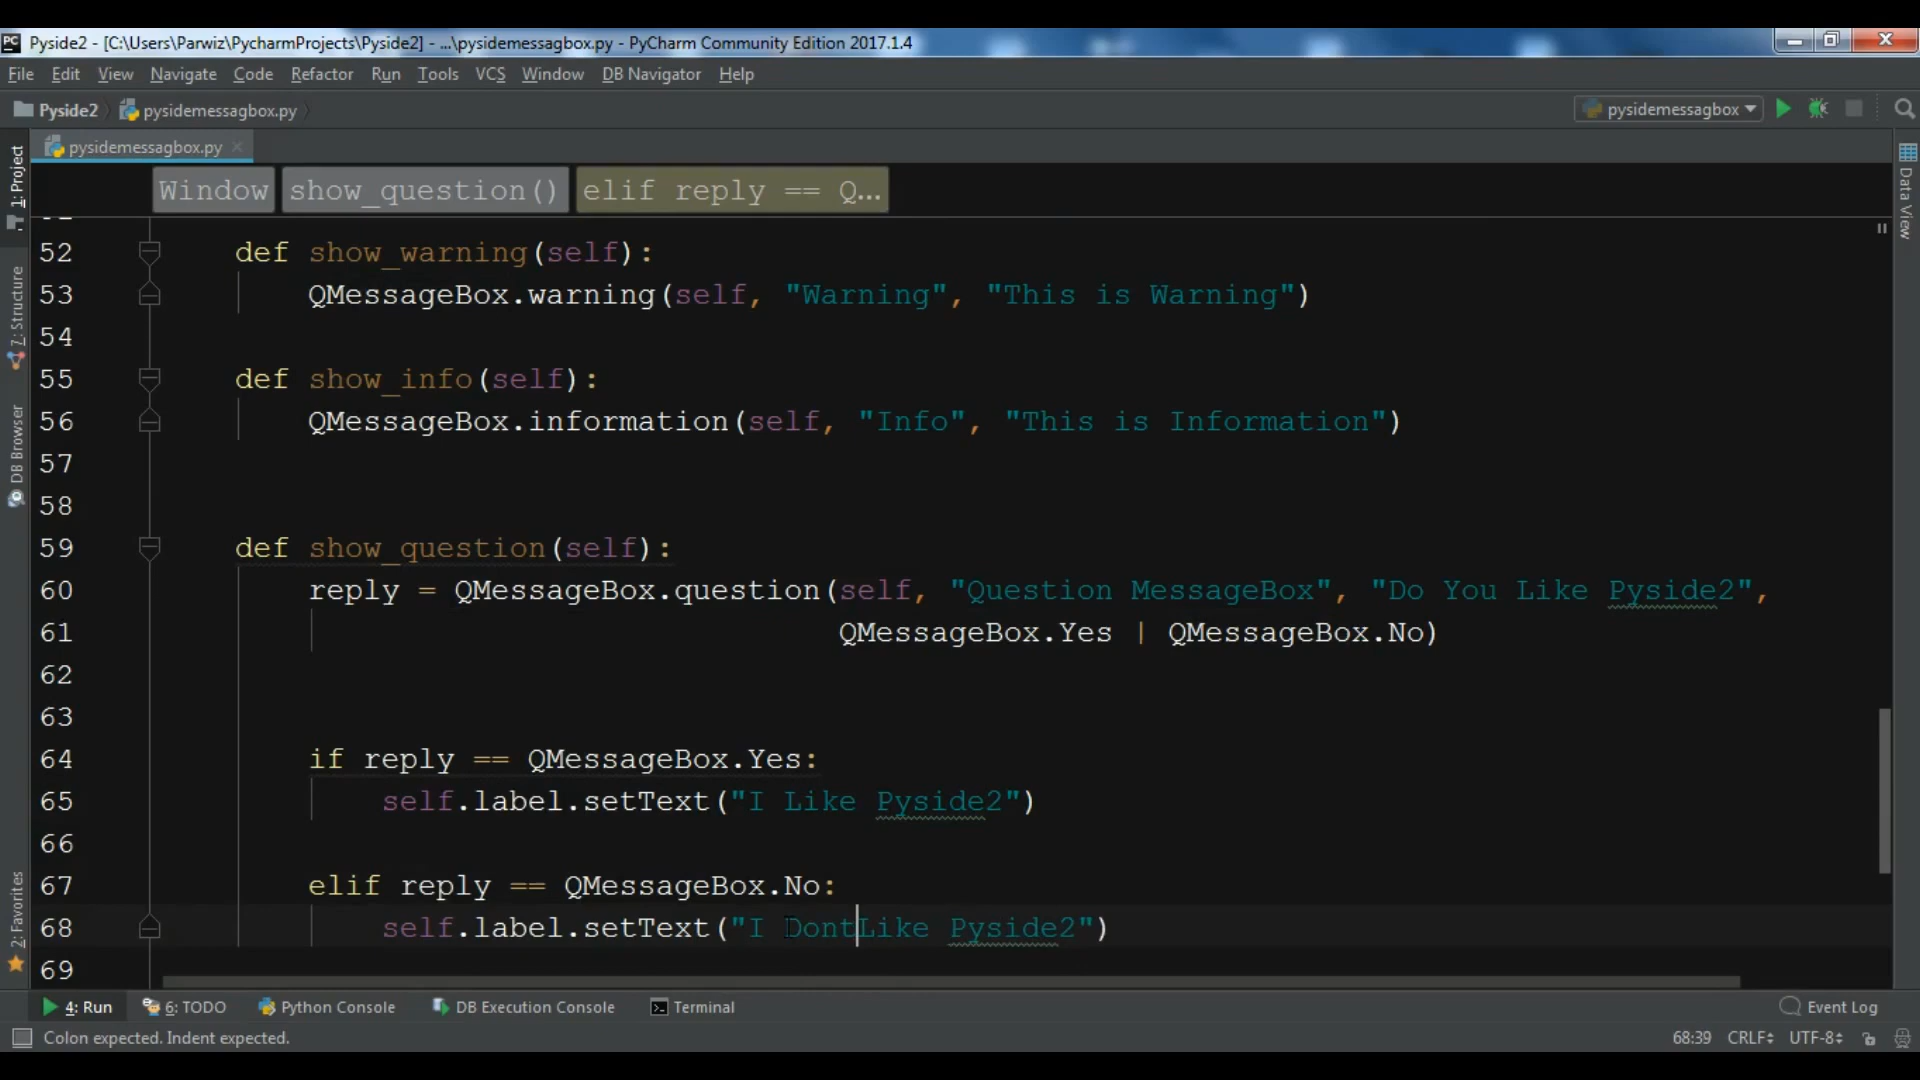 Pyside2 - [C:\Users\Parwiz\PycharmProjects\Pyside2] - ...\pysidemessagbox.py - PyCharm Community Edition 2017.1.4
File Edit View Navigate Code Refactor Run Tools VCS Window DB Navigator Help
Pyside2 pysidemessagbox.py pysidemessagbox
pysidemessagbox.py
Window show_question() elif reply == Q...
52 def show_warning(self):
53 QMessageBox.warning(self, "Warning", "This is Warning")
54
55 def show_info(self):
56 QMessageBox.information(self, "Info", "This is Information")
57
58
59 def show_question(self):
60 reply = QMessageBox.question(self, "Question MessageBox", "Do You Like Pyside2",
61 QMessageBox.Yes | QMessageBox.No)
62
63
64 if reply == QMessageBox.Yes:
65 self.label.setText("I Like Pyside2")
66
67 elif reply == QMessageBox.No:
68 self.label.setText("I DontLike Pyside2")
69
1: Project
7: Structure
DB Browser
2: Favorites
Data View
4: Run 6: TODO Python Console DB Execution Console Terminal Event Log
Colon expected. Indent expected. 68:39 CRLF UTF-8